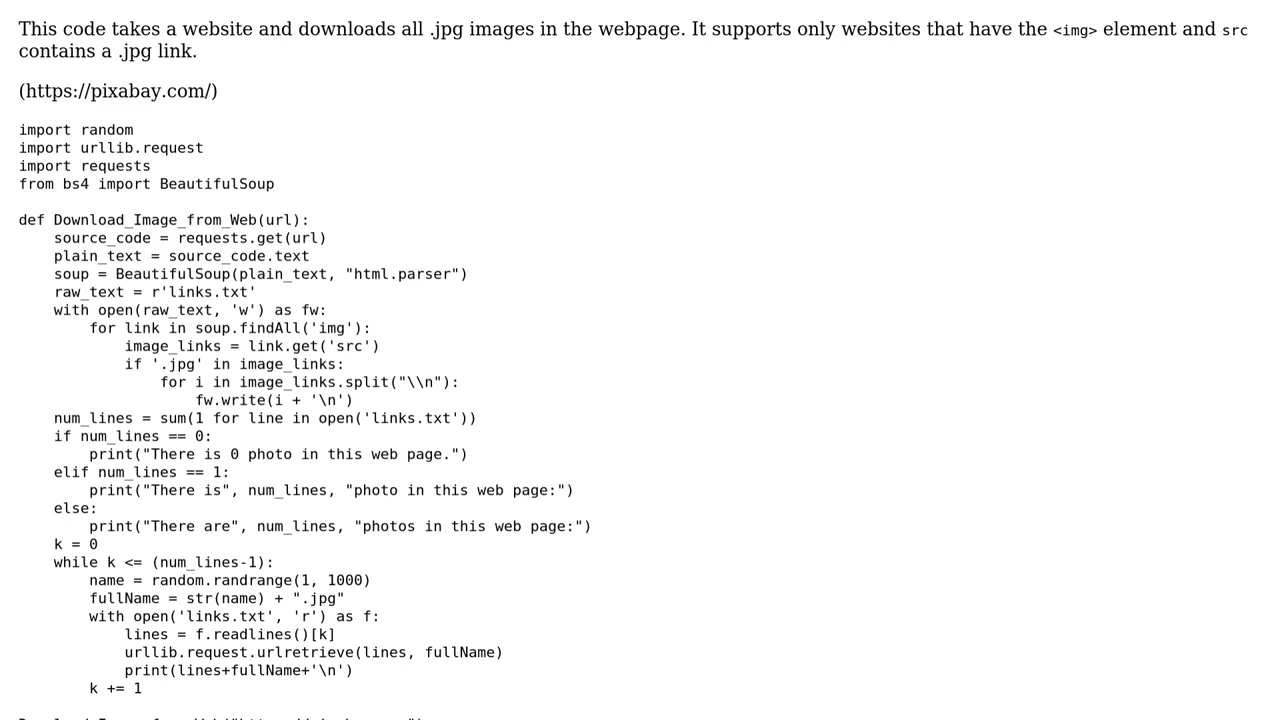 This code takes a website and downloads all .jpg images in the webpage. It supports only websites that have the <img> element and src
contains a .jpg link.
(https://pixabay.com/)
import random
import urllib.request
import requests
from bs4 import BeautifulSoup
def Download_Image_from_Web(url):
    source_code = requests.get(url)
    plain_text = source_code.text
    soup = BeautifulSoup(plain_text, "html.parser")
    raw_text = r'links.txt'
    with open(raw_text, 'w') as fw:
        for link in soup.findAll('img'):
            image_links = link.get('src')
            if '.jpg' in image_links:
                for i in image_links.split("\\n"):
                    fw.write(i + '\n')
    num_lines = sum(1 for line in open('links.txt'))
    if num_lines == 0:
        print("There is 0 photo in this web page.")
    elif num_lines == 1:
        print("There is", num_lines, "photo in this web page:")
    else:
        print("There are", num_lines, "photos in this web page:")
    k = 0
    while k <= (num_lines-1):
        name = random.randrange(1, 1000)
        fullName = str(name) + ".jpg"
        with open('links.txt', 'r') as f:
            lines = f.readlines()[k]
            urllib.request.urlretrieve(lines, fullName)
            print(lines+fullName+'\n')
        k += 1